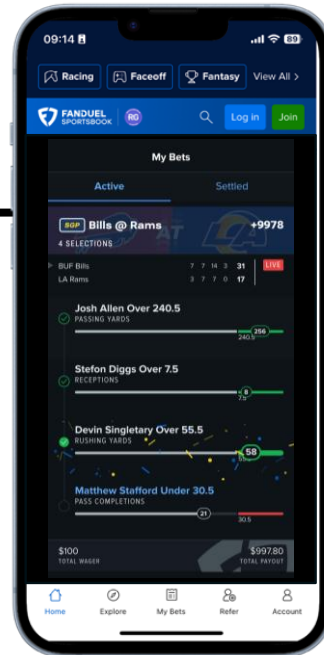 09:14 89
Racing Faceoff Fantasy View All >
FANDUEL SPORTSBOOK RG Log in Join
My Bets
Active Settled
SGP Bills @ Rams +9978
4 SELECTIONS
AT
BUF Bills 7 7 14 3 31 LIVE
LA Rams 3 7 7 0 17
Josh Allen Over 240.5
PASSING YARDS
256
240.5
Stefon Diggs Over 7.5
RECEPTIONS
8
7.5
Devin Singletary Over 55.5
RUSHING YARDS
58
Matthew Stafford Under 30.5
PASS COMPLETIONS
21
30.5
$100 $997.80
TOTAL WAGER TOTAL PAYOUT
Home Explore My Bets Refer Account